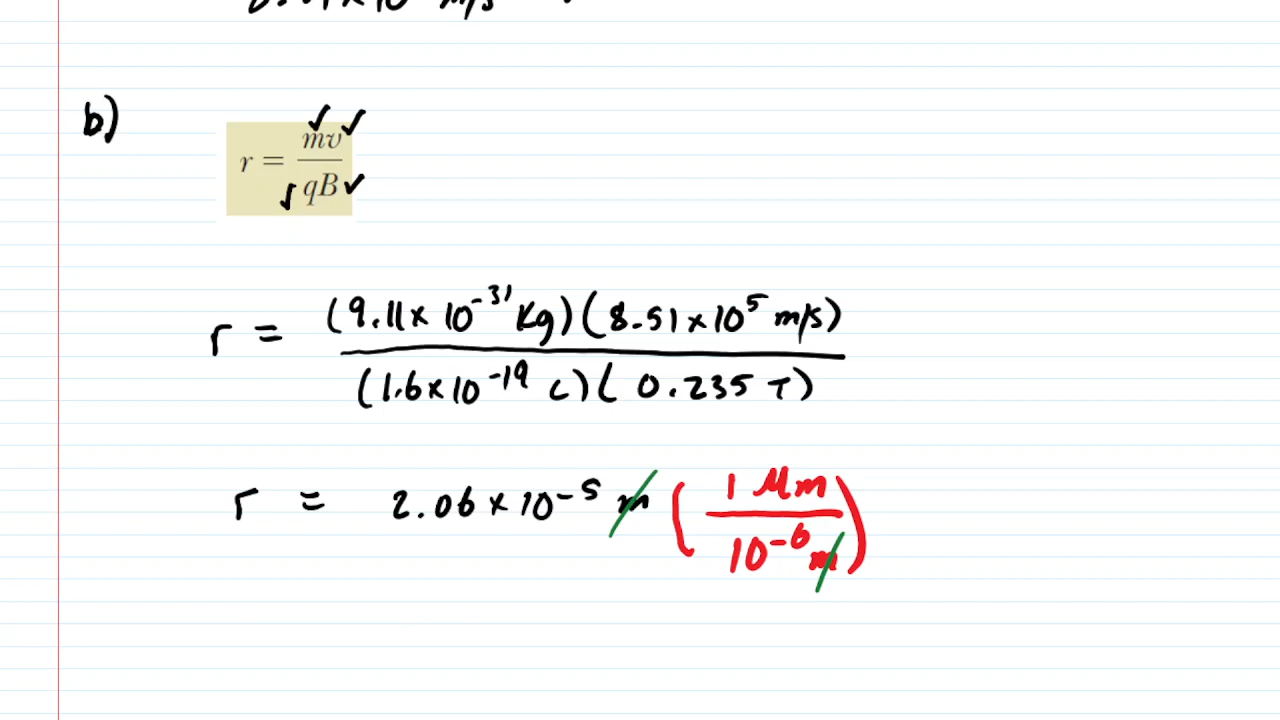 b)
r = mv / qB
r = (9.11 × 10⁻³¹ Kg)(8.51 × 10⁵ m/s) / (1.6 × 10⁻¹⁹ C)(0.235 T)
r = 2.06 × 10⁻⁵ m (1 μm / 10⁻⁶ m)